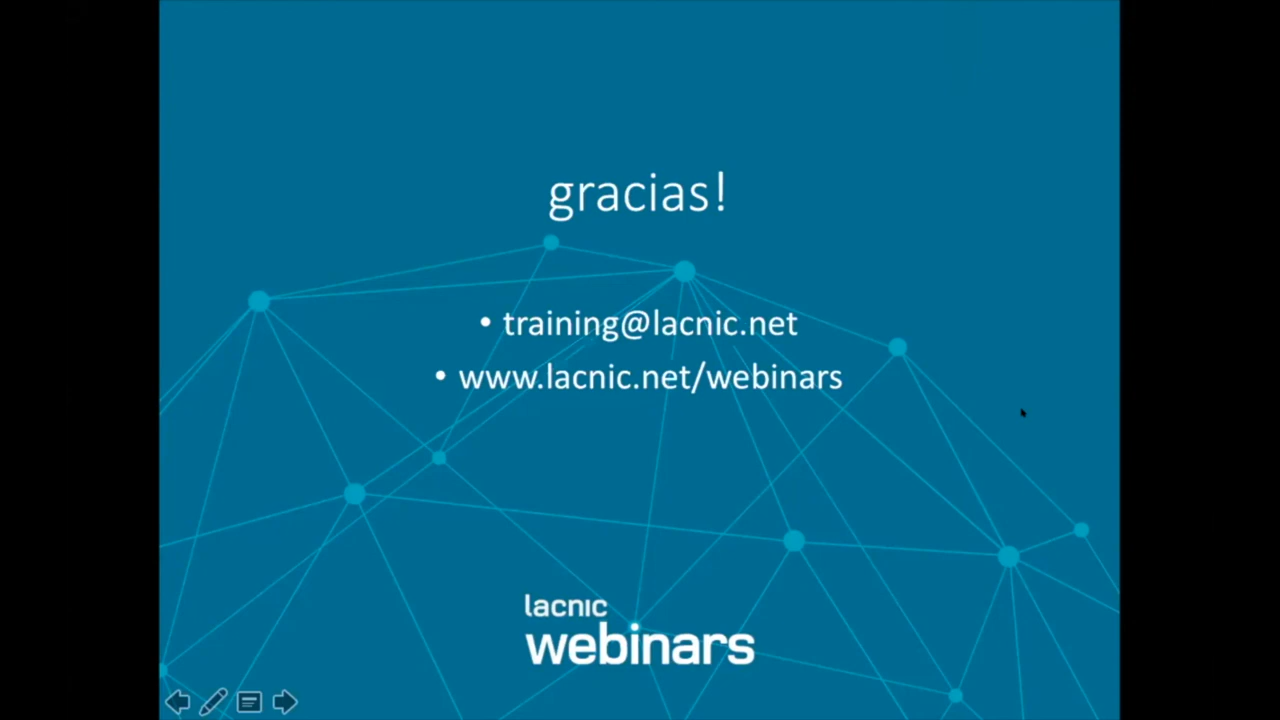 gracias!
• training@lacnic.net
• www.lacnic.net/webinars
lacnic
webinars